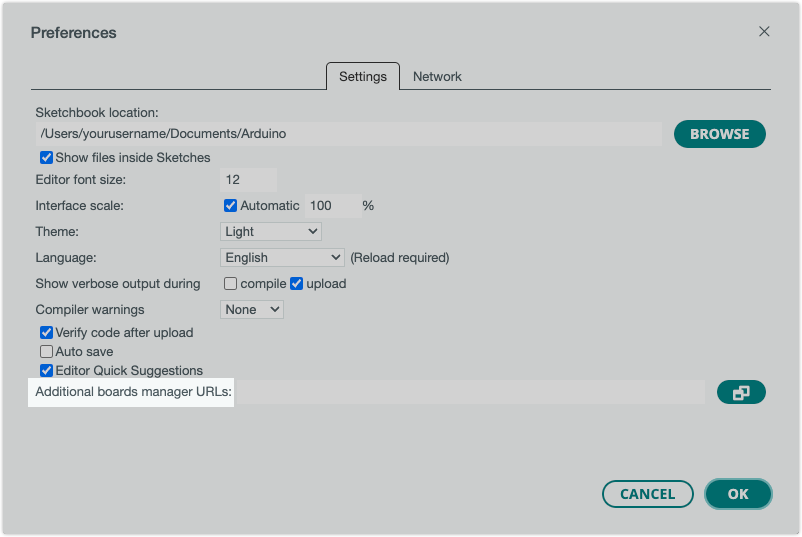 Preferences
Settings Network
Sketchbook location:
/Users/yourusername/Documents/Arduino BROWSE
Show files inside Sketches
Editor font size: 12
Interface scale: Automatic 100 %
Theme: Light
Language: English (Reload required)
Show verbose output during compile upload
Compiler warnings None
Verify code after upload
Auto save
Editor Quick Suggestions
Additional boards manager URLs:
CANCEL OK